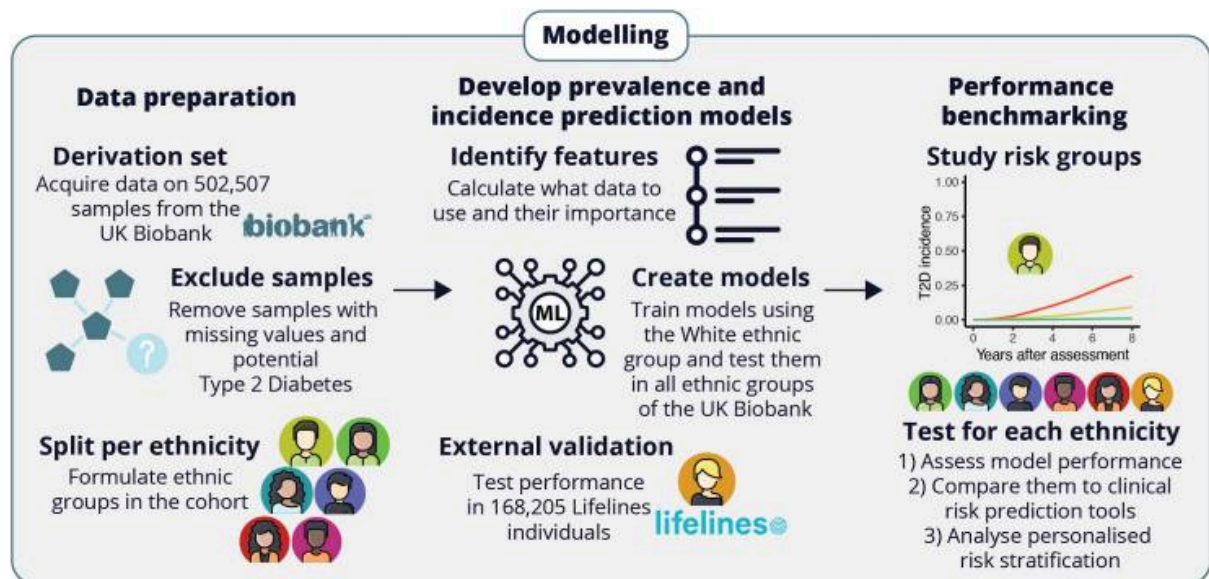 Modelling
Data preparation
Derivation set
Acquire data on 502,507
samples from the
UK Biobank
biobank
Exclude samples
Remove samples with
missing values and
potential
Type 2 Diabetes
?
Split per ethnicity
Formulate ethnic
groups in the cohort
Develop prevalence and
incidence prediction models
Identify features
Calculate what data to
use and their importance
ML
Create models
Train models using
the White ethnic
group and test them
in all ethnic groups
of the UK Biobank
External validation
Test performance
in 168,205 Lifelines
individuals
lifelines
Performance
benchmarking
Study risk groups
T2D incidence
1.00
0.75
0.50
0.25
0.00
0 2 4 6 8
Years after assessment
Test for each ethnicity
1) Assess model performance
2) Compare them to clinical
risk prediction tools
3) Analyse personalised
risk stratification